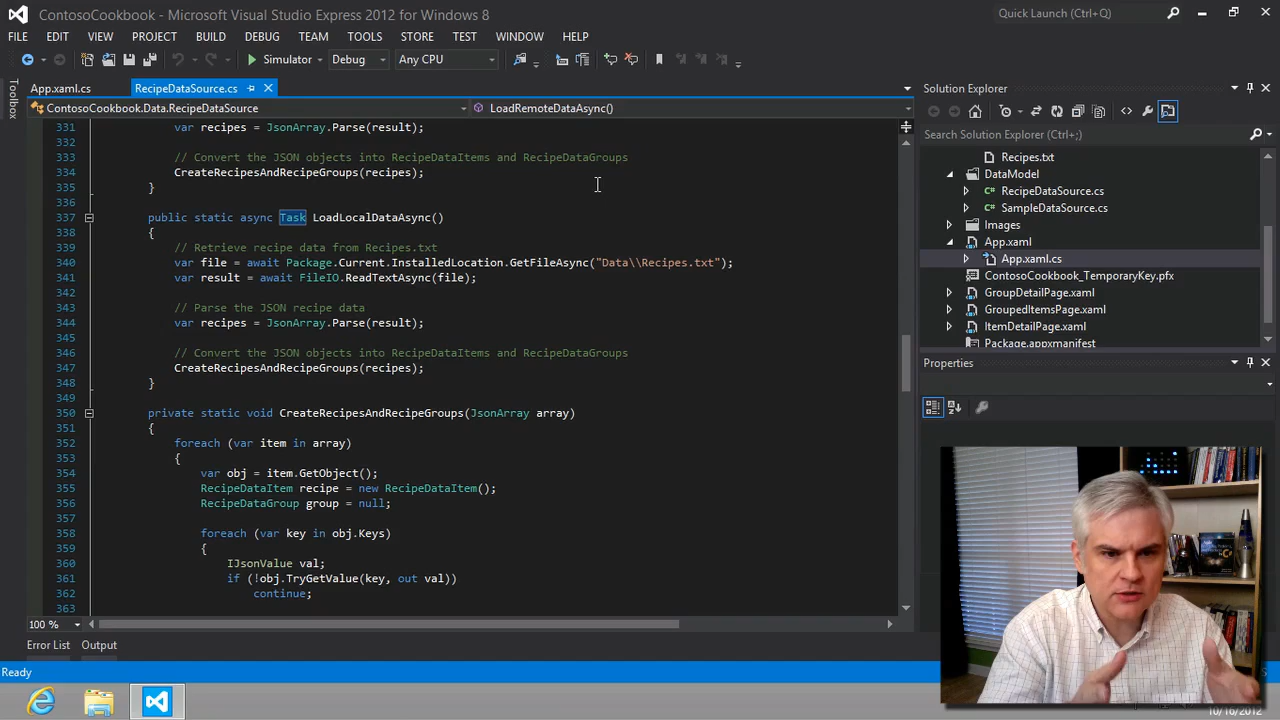 ContosoCookbook - Microsoft Visual Studio Express 2012 for Windows 8
Quick Launch (Ctrl+Q)
FILE EDIT VIEW PROJECT BUILD DEBUG TEAM TOOLS STORE TEST WINDOW HELP
Simulator Debug Any CPU
Toolbox
App.xaml.cs RecipeDataSource.cs
ContosoCookbook.Data.RecipeDataSource LoadRemoteDataAsync()
331 var recipes = JsonArray.Parse(result);
332
333 // Convert the JSON objects into RecipeDataItems and RecipeDataGroups
334 CreateRecipesAndRecipeGroups(recipes);
335 }
336
337 public static async Task LoadLocalDataAsync()
338 {
339 // Retrieve recipe data from Recipes.txt
340 var file = await Package.Current.InstalledLocation.GetFileAsync("Data\\Recipes.txt");
341 var result = await FileIO.ReadTextAsync(file);
342
343 // Parse the JSON recipe data
344 var recipes = JsonArray.Parse(result);
345
346 // Convert the JSON objects into RecipeDataItems and RecipeDataGroups
347 CreateRecipesAndRecipeGroups(recipes);
348 }
349
350 private static void CreateRecipesAndRecipeGroups(JsonArray array)
351 {
352 foreach (var item in array)
353 {
354 var obj = item.GetObject();
355 RecipeDataItem recipe = new RecipeDataItem();
356 RecipeDataGroup group = null;
357
358 foreach (var key in obj.Keys)
359 {
360 IJsonValue val;
361 if (!obj.TryGetValue(key, out val))
362 continue;
363
100 %
Error List Output
Ready
Solution Explorer
Search Solution Explorer (Ctrl+;)
Recipes.txt
DataModel
RecipeDataSource.cs
SampleDataSource.cs
Images
App.xaml
App.xaml.cs
ContosoCookbook_TemporaryKey.pfx
GroupDetailPage.xaml
GroupedItemsPage.xaml
ItemDetailPage.xaml
Package.appxmanifest
Properties
10/16/2012